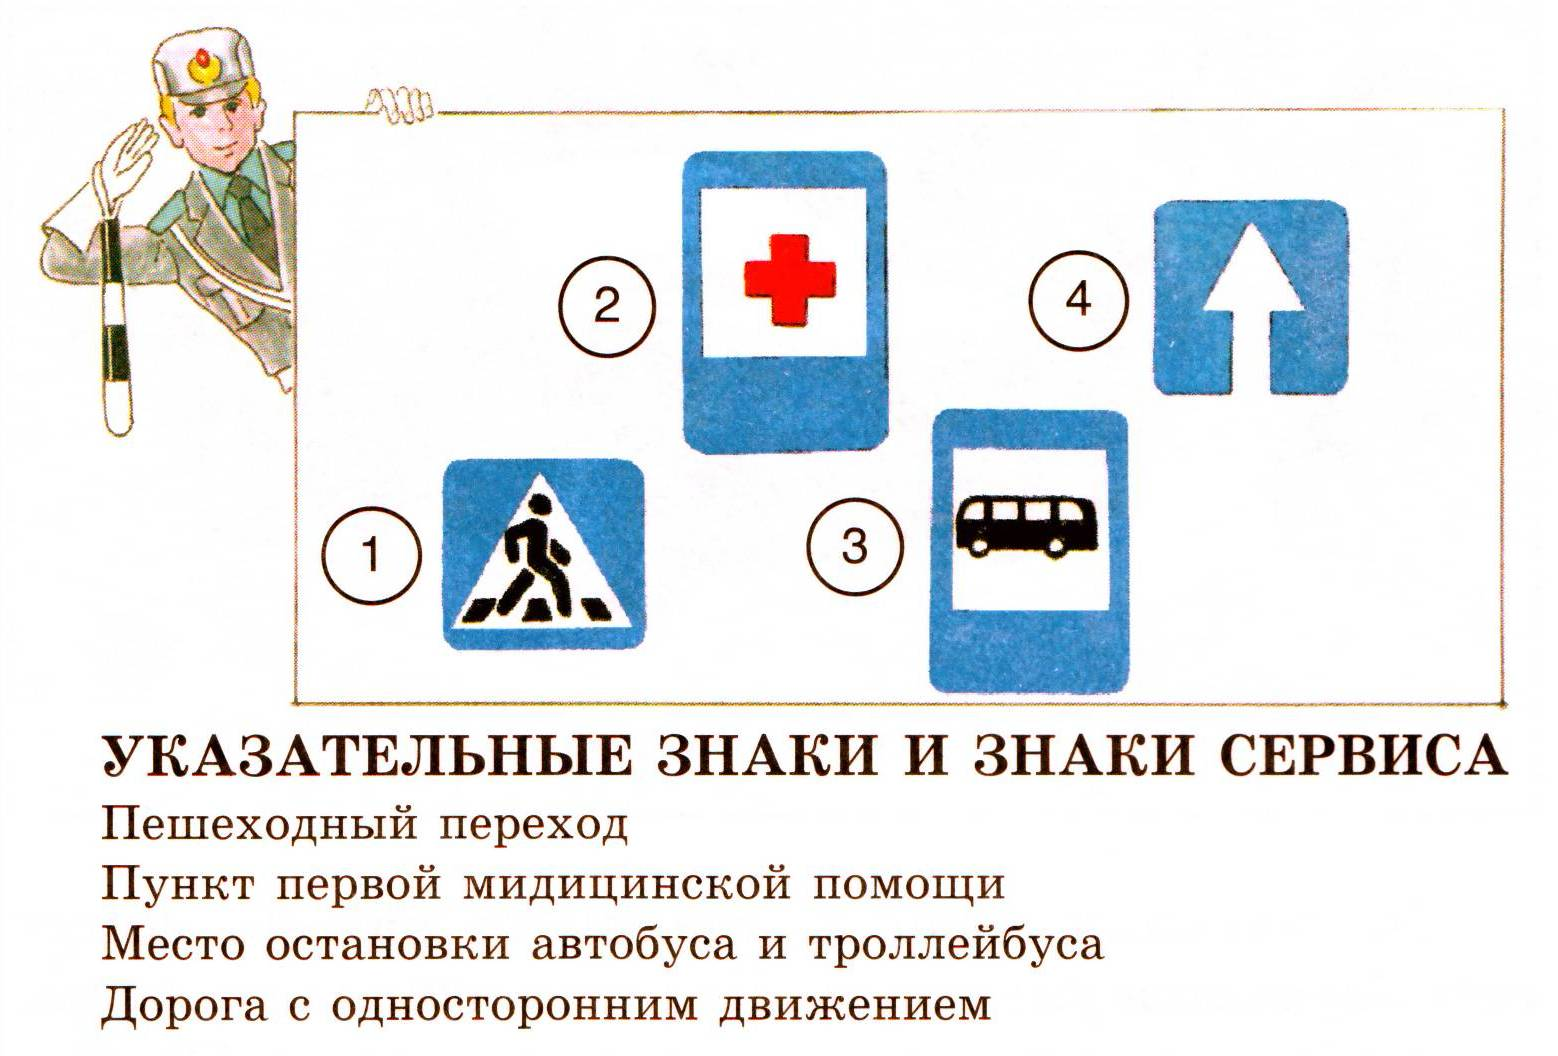 2
4
1
3
УКАЗАТЕЛЬНЫЕ ЗНАКИ И ЗНАКИ СЕРВИСА
Пешеходный переход
Пункт первой мидицинской помощи
Место остановки автобуса и троллейбуса
Дорога с односторонним движением